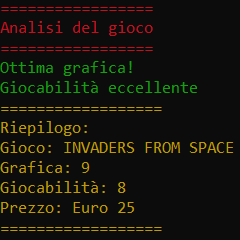 =================
Analisi del gioco
=================
Ottima grafica!
Giocabilità eccellente
==================
Riepilogo:
Gioco: INVADERS FROM SPACE
Grafica: 9
Giocabilità: 8
Prezzo: Euro 25
==================